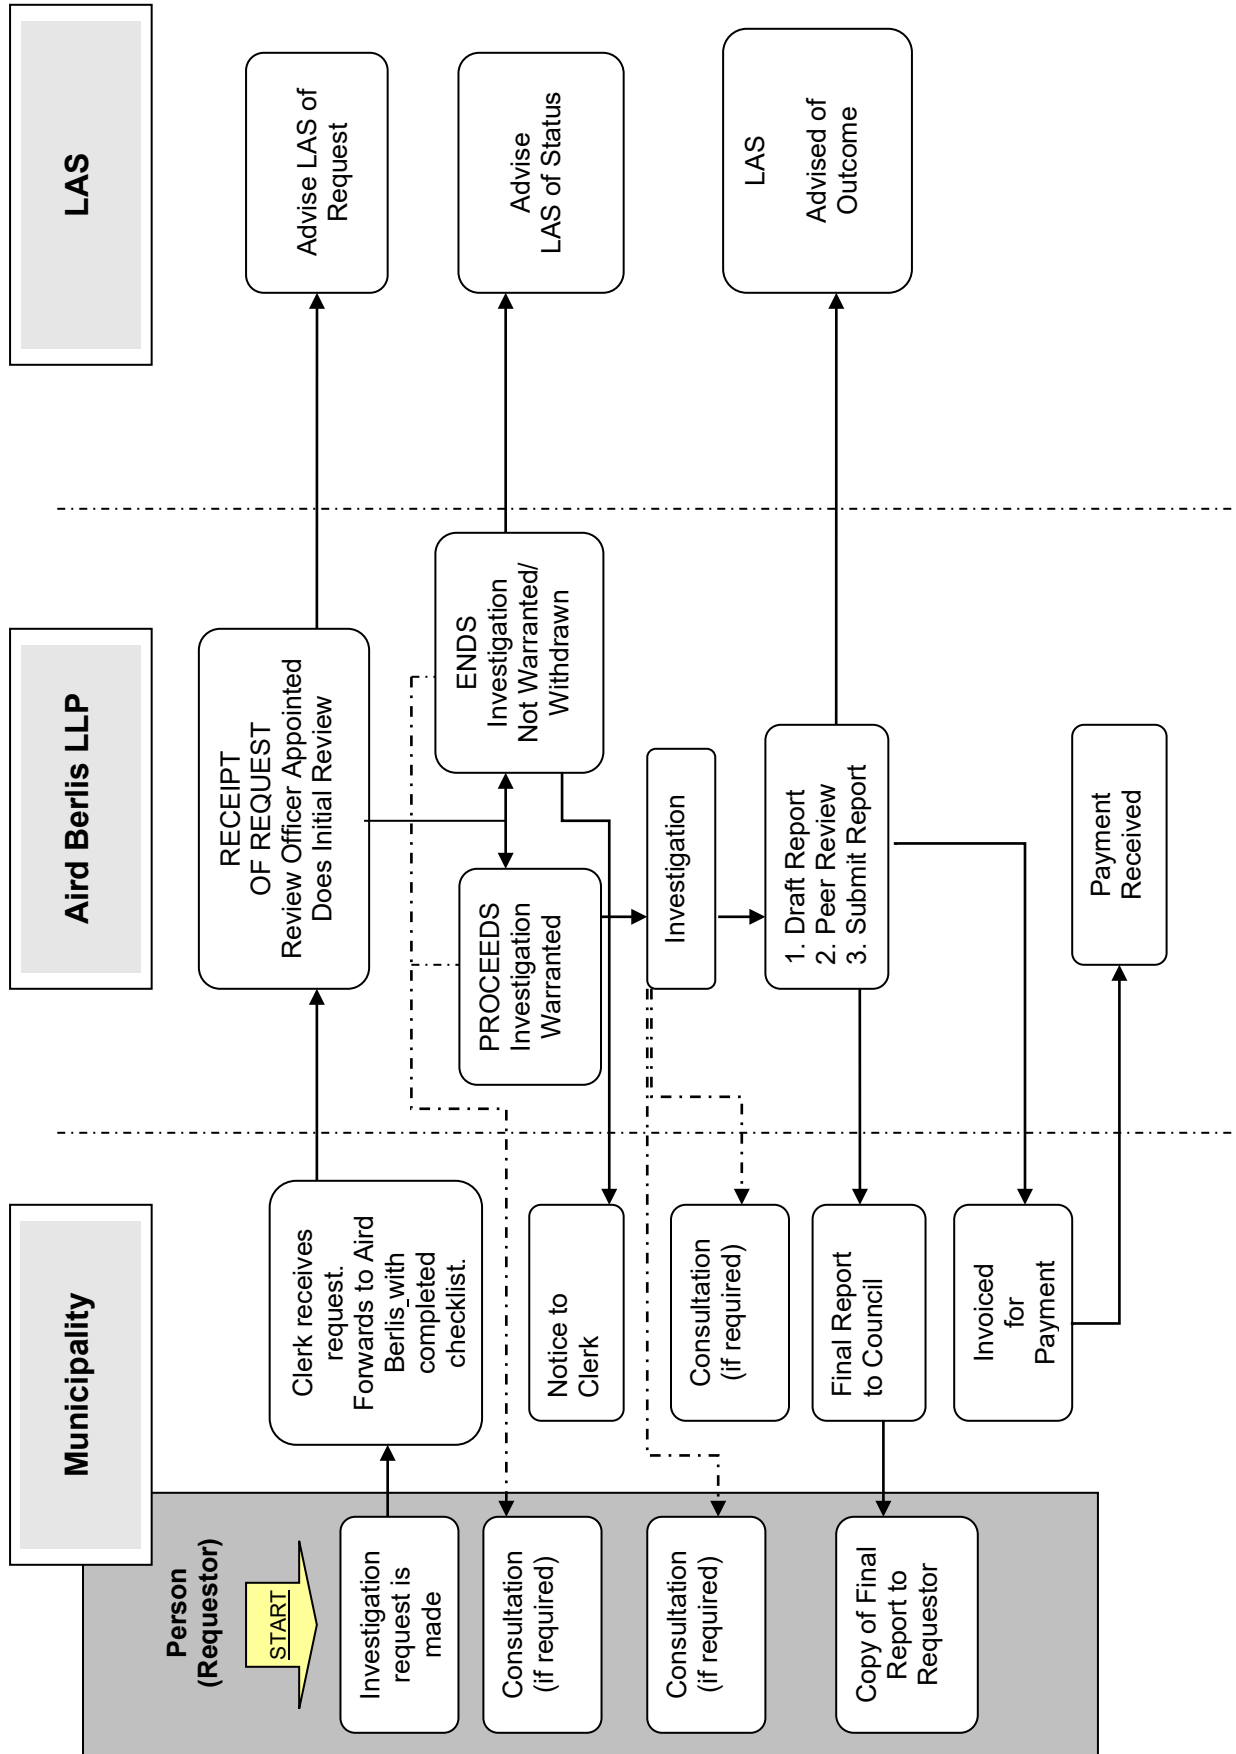 Person
(Requestor)
Municipality
Aird Berlis LLP
LAS
START
Investigation
request is
made
Clerk receives
request.
Forwards to Aird
Berlis with
completed
checklist.
RECEIPT
OF REQUEST
Review Officer Appointed
Does Initial Review
Advise LAS of
Request
Consultation
(if required)
PROCEEDS
Investigation
Warranted
ENDS
Investigation
Not Warranted/
Withdrawn
Advise
LAS of Status
Notice to
Clerk
Consultation
(if required)
Consultation
(if required)
Investigation
Copy of Final
Report to
Requestor
Final Report
to Council
1. Draft Report
2. Peer Review
3. Submit Report
LAS
Advised of
Outcome
Invoiced
for
Payment
Payment
Received